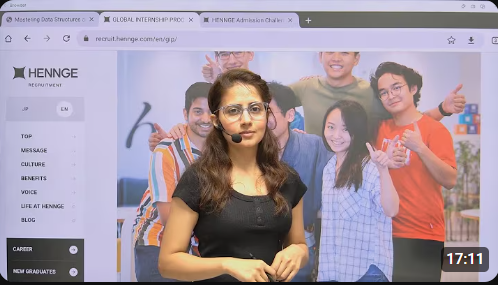 Mastering Data Structures
GLOBAL INTERNSHIP PROG
HENNGE Admission Challe
recruit.hennge.com/en/gip/
HENNGE
RECRUITMENT
JP
EN
TOP
MESSAGE
CULTURE
BENEFITS
VOICE
LIFE AT HENNGE
BLOG
CAREER
NEW GRADUATES
17:11